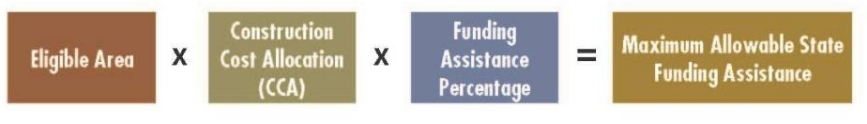 Eligible Area
x
Construction
Cost Allocation
(CCA)
x
Funding
Assistance
Percentage
=
Maximum Allowable State
Funding Assistance